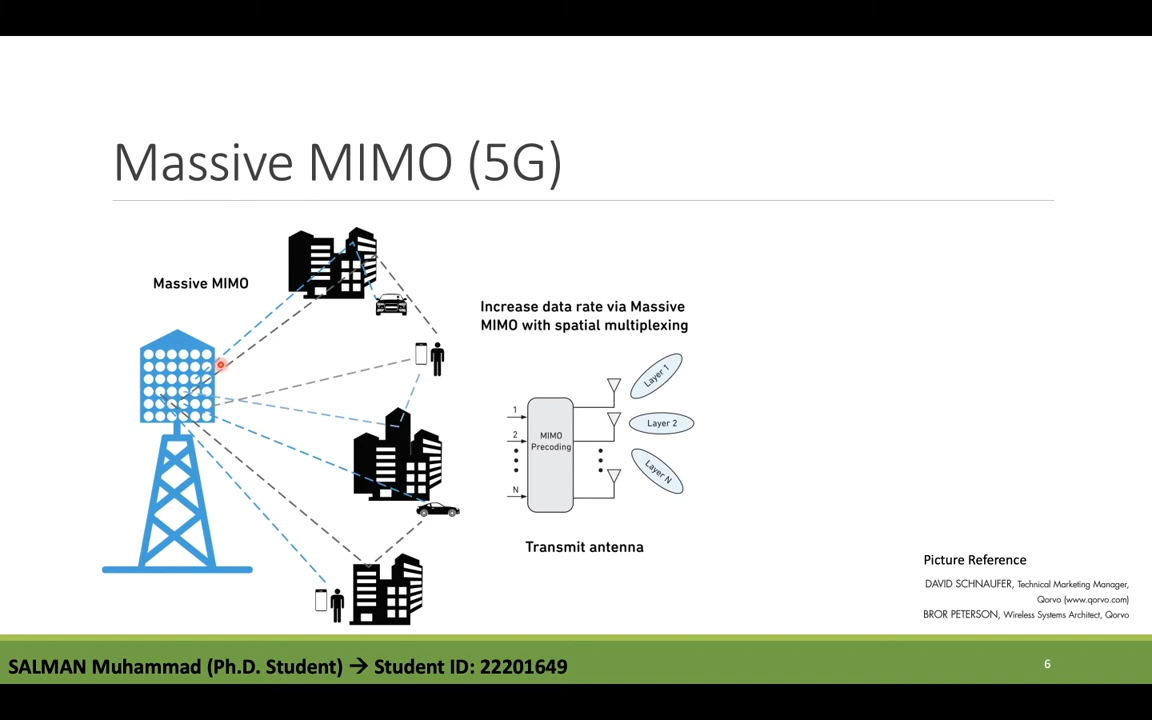 Massive MIMO (5G)
Massive MIMO
Increase data rate via Massive
MIMO with spatial multiplexing
1
2
N
MIMO
Precoding
Layer 1
Layer 2
Layer N
Transmit antenna
Picture Reference
DAVID SCHNAUFER, Technical Marketing Manager,
Qorvo (www.qorvo.com)
BROR PETERSON, Wireless Systems Architect, Qorvo
SALMAN Muhammad (Ph.D. Student) → Student ID: 22201649
6